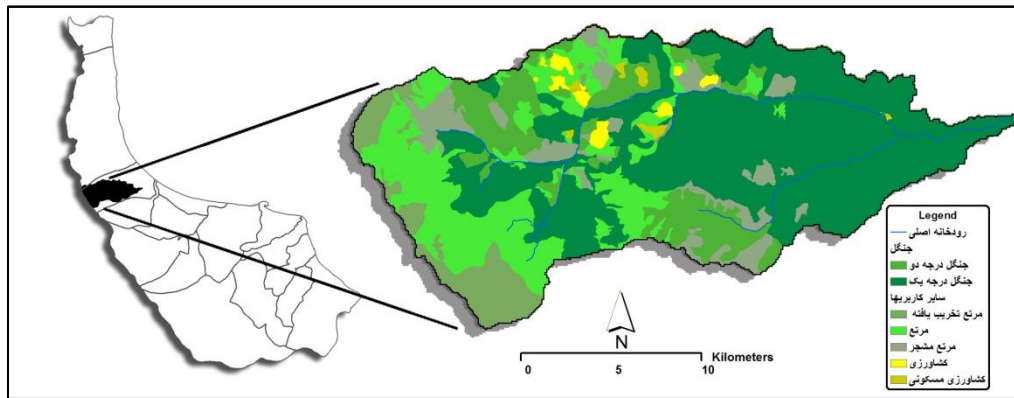 Legend
رودخانه اصلی
جنگل
جنگل درجه دو
جنگل درجه یک
سایر کاربریها
مرتع تخریب یافته
مرتع
مرتع مشجر
کشاورزی
کشاورزی مسکونی
N
Kilometers
0 5 10